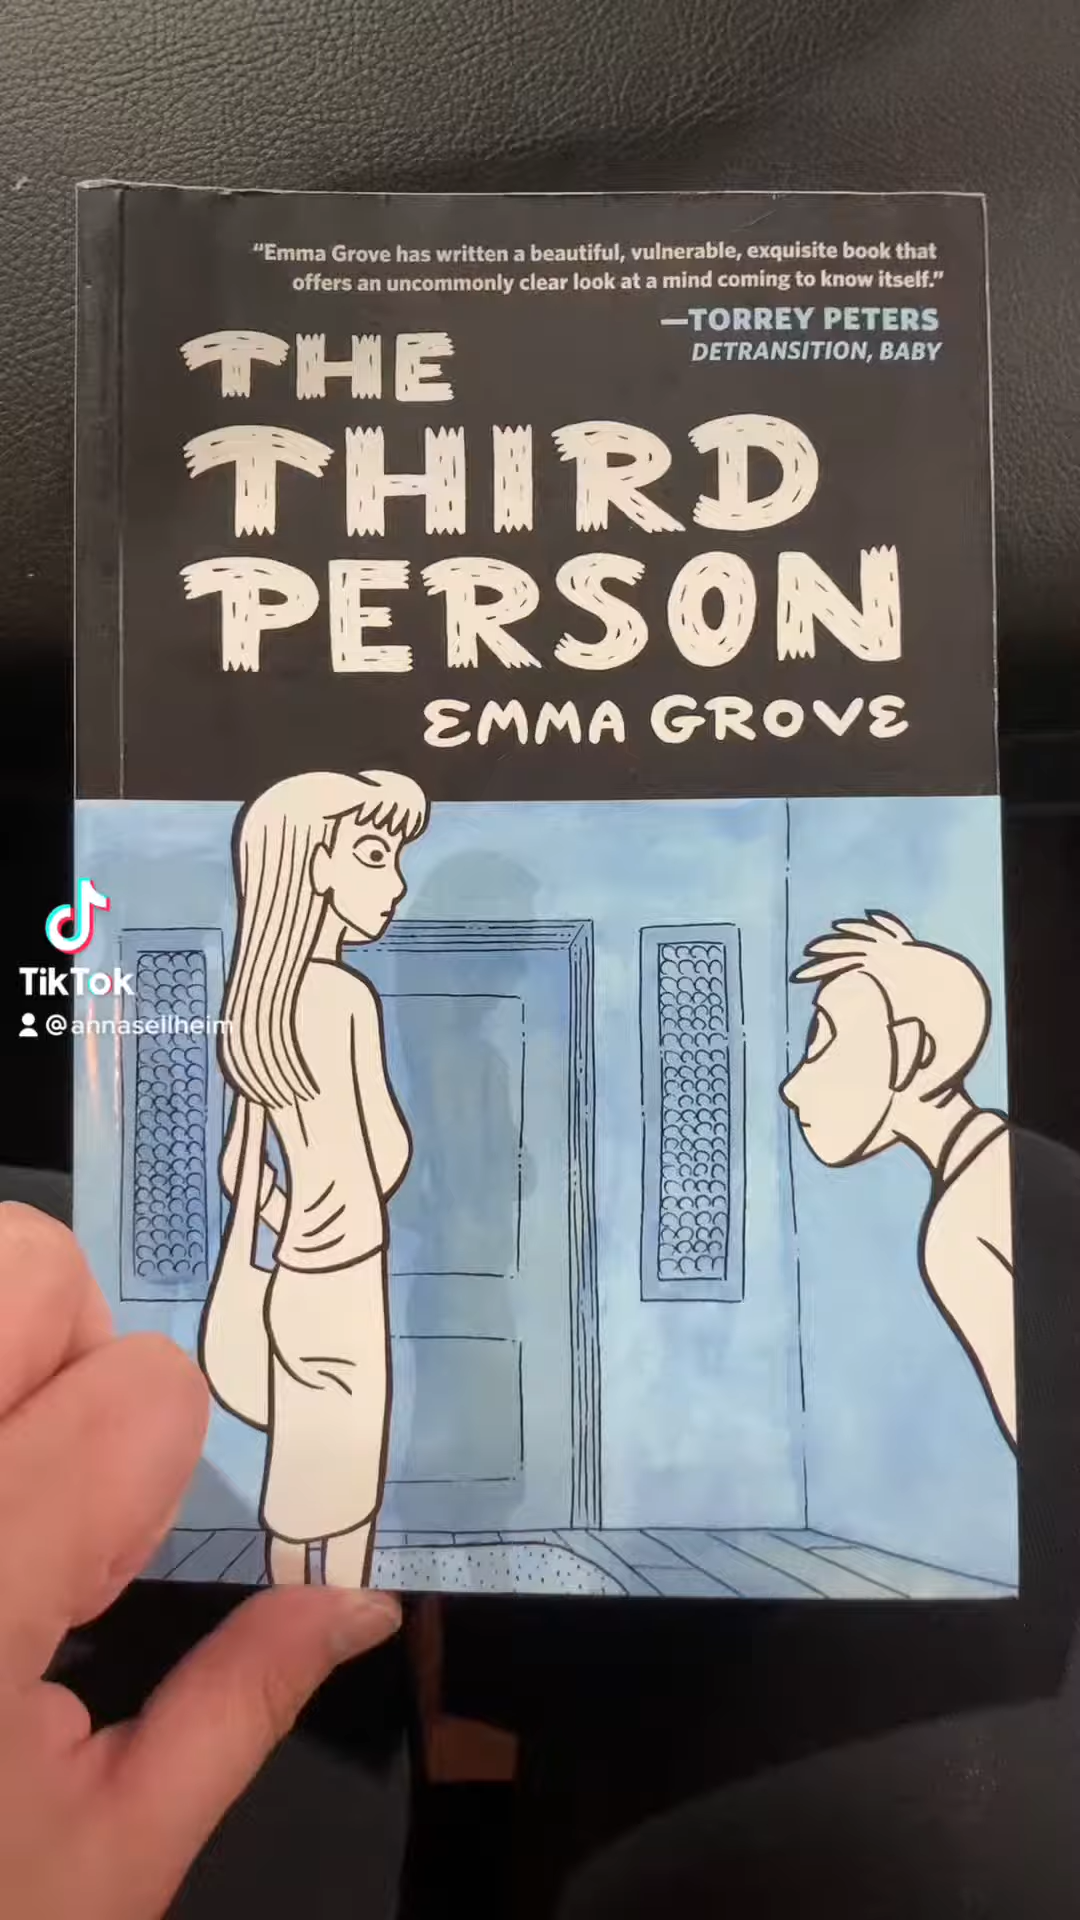 “Emma Grove has written a beautiful, vulnerable, exquisite book that
offers an uncommonly clear look at a mind coming to know itself.”
—TORREY PETERS
DETRANSITION, BABY
THE
THIRD
PERSON
EMMA GROVE
TikTok
@annasellheim